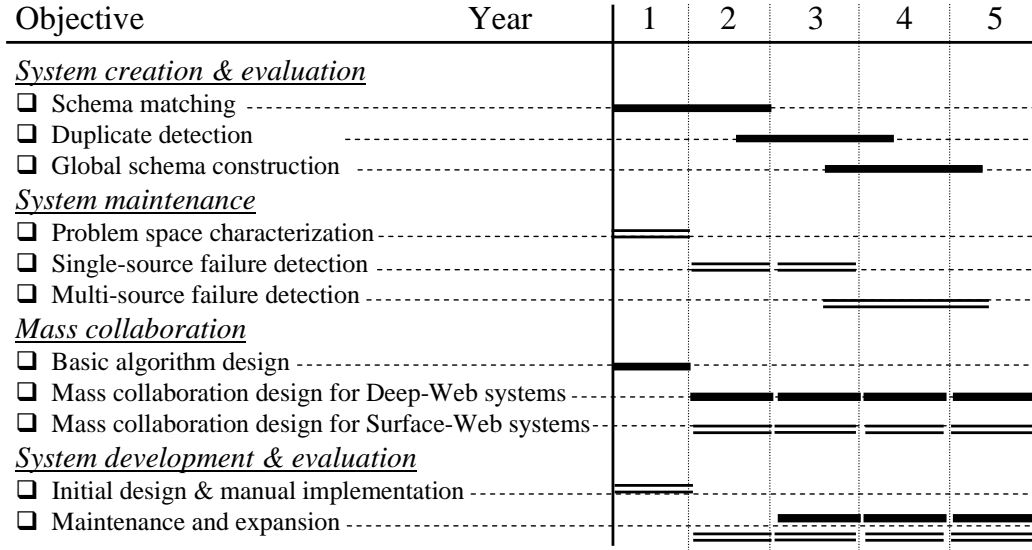 Objective Year 1 2 3 4 5
System creation & evaluation
❑ Schema matching
❑ Duplicate detection
❑ Global schema construction
System maintenance
❑ Problem space characterization
❑ Single-source failure detection
❑ Multi-source failure detection
Mass collaboration
❑ Basic algorithm design
❑ Mass collaboration design for Deep-Web systems
❑ Mass collaboration design for Surface-Web systems
System development & evaluation
❑ Initial design & manual implementation
❑ Maintenance and expansion